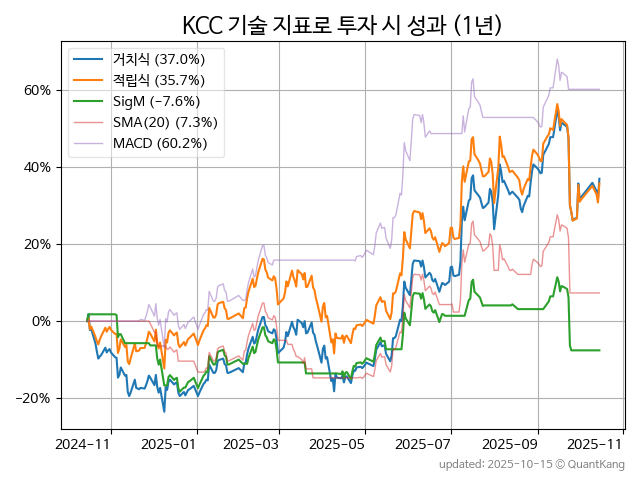 KCC 기술 지표로 투자 시 성과 (1년)
거치식 (37.0%)
적립식 (35.7%)
SigM (-7.6%)
SMA(20) (7.3%)
MACD (60.2%)
60%
40%
20%
0%
−20%
2024-11
2025-01
2025-03
2025-05
2025-07
2025-09
2025-11
updated: 2025-10-15 © QuantKang